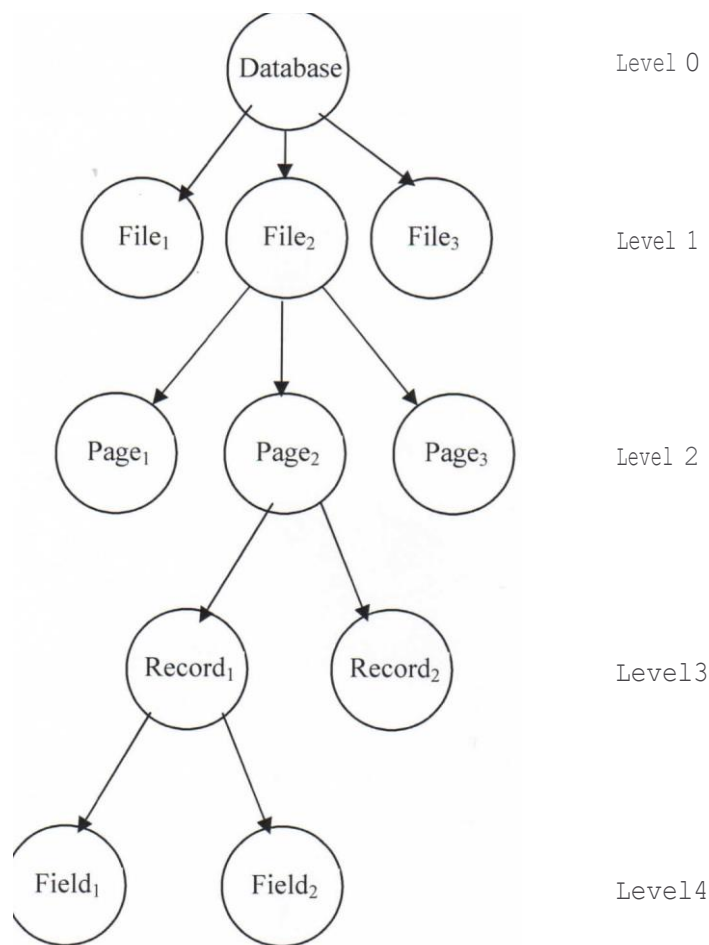 Database Level 0
File₁ File₂ File₃ Level 1
Page₁ Page₂ Page₃ Level 2
Record₁ Record₂ Level3
Field₁ Field₂ Level4